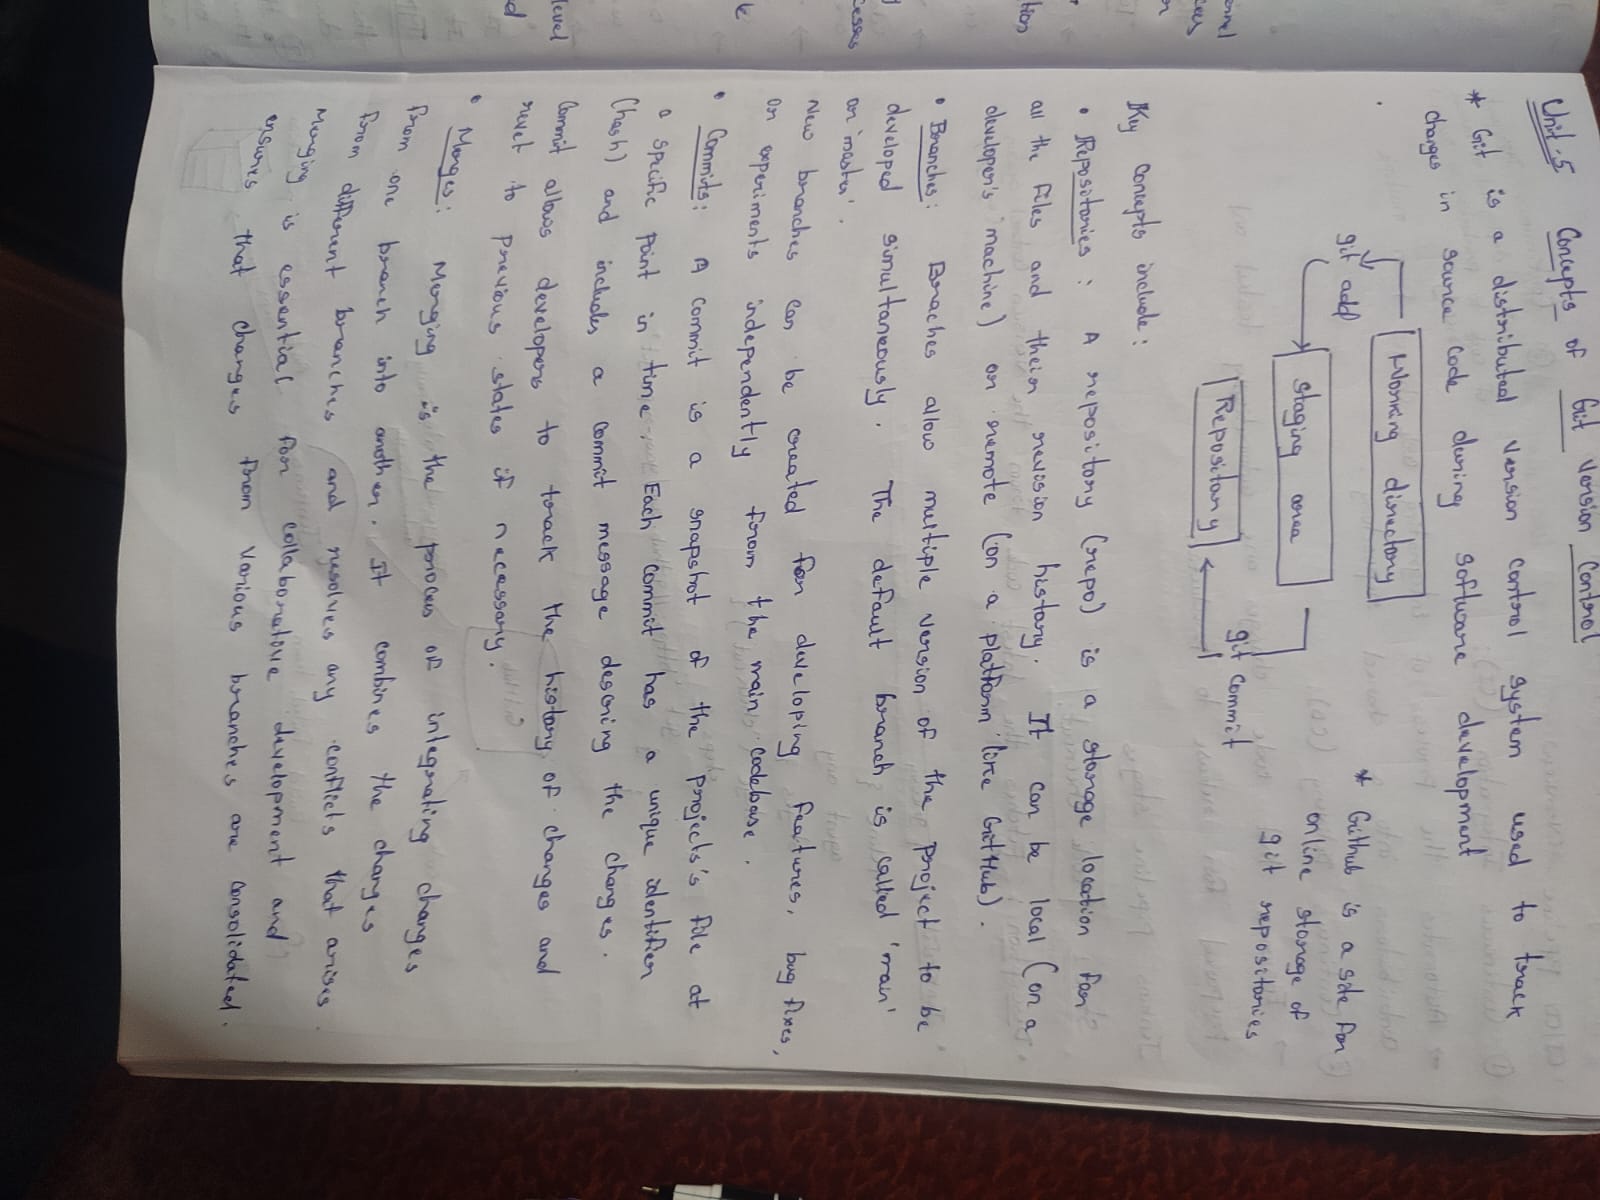 Unit-5 Concepts of Git Version Control
* Git is a distributed version control system used to track
changes in source code during software development
Working directory
git add
staging area
git commit
Repository
* Github is a site for
online storage of
git repositories
Key concepts include:
• Repositories: A repository (repo) is a storage location for
all the files and their revision history. It can be local (on a
developer's machine) or remote (on a platform like GitHub).
• Branches: Braches allow multiple version of the project to be
developed simultaneously. The default branch is called 'main'
or 'master'.
New branches can be created for developing features, bug fixes,
or experiments independently from the main codebase.
• Commits: A commit is a snapshot of the projects's file at
a specific point in time. Each commit has a unique identifier
(hash) and includes a commit message descring the changes.
Commit allows developers to track the history of changes and
revet to previous states if necessary.
• Merges: Merging is the process of integrating changes
from one branch into another. It combines the changes
from different branches and resolves any conflicts that arises.
Merging is essential for collaborative development and
ensures that changes from various branches are consolidated.